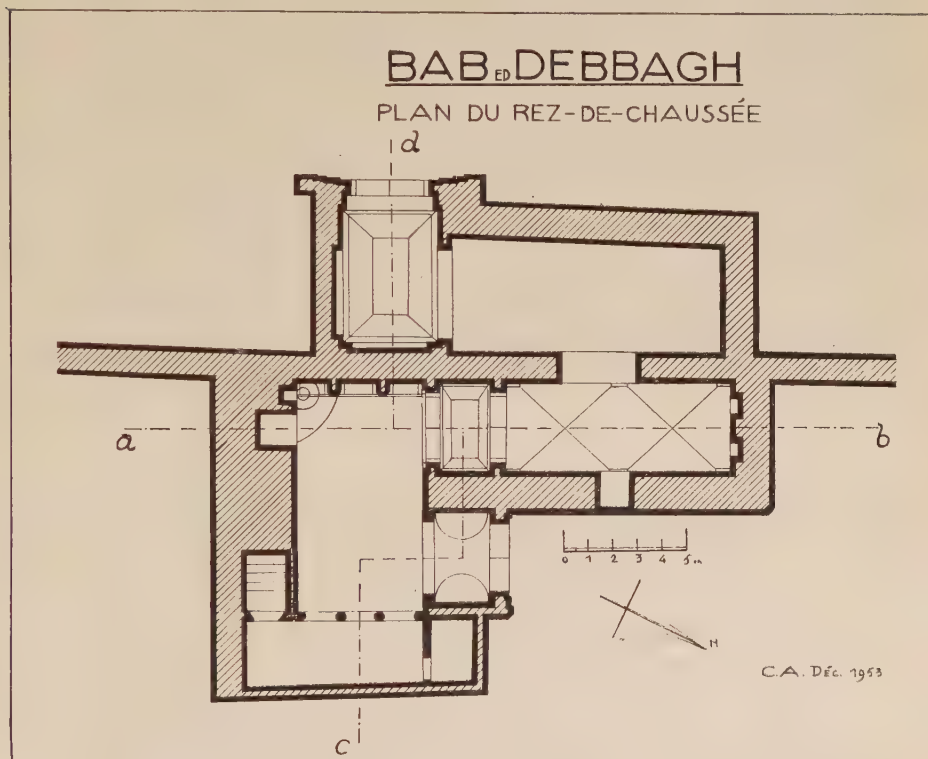 BAB ED DEBBAGH
PLAN DU REZ-DE-CHAUSSÉE
d
a
b
0 1 2 3 4 5 m
N
C.A. DÉC. 1953
C